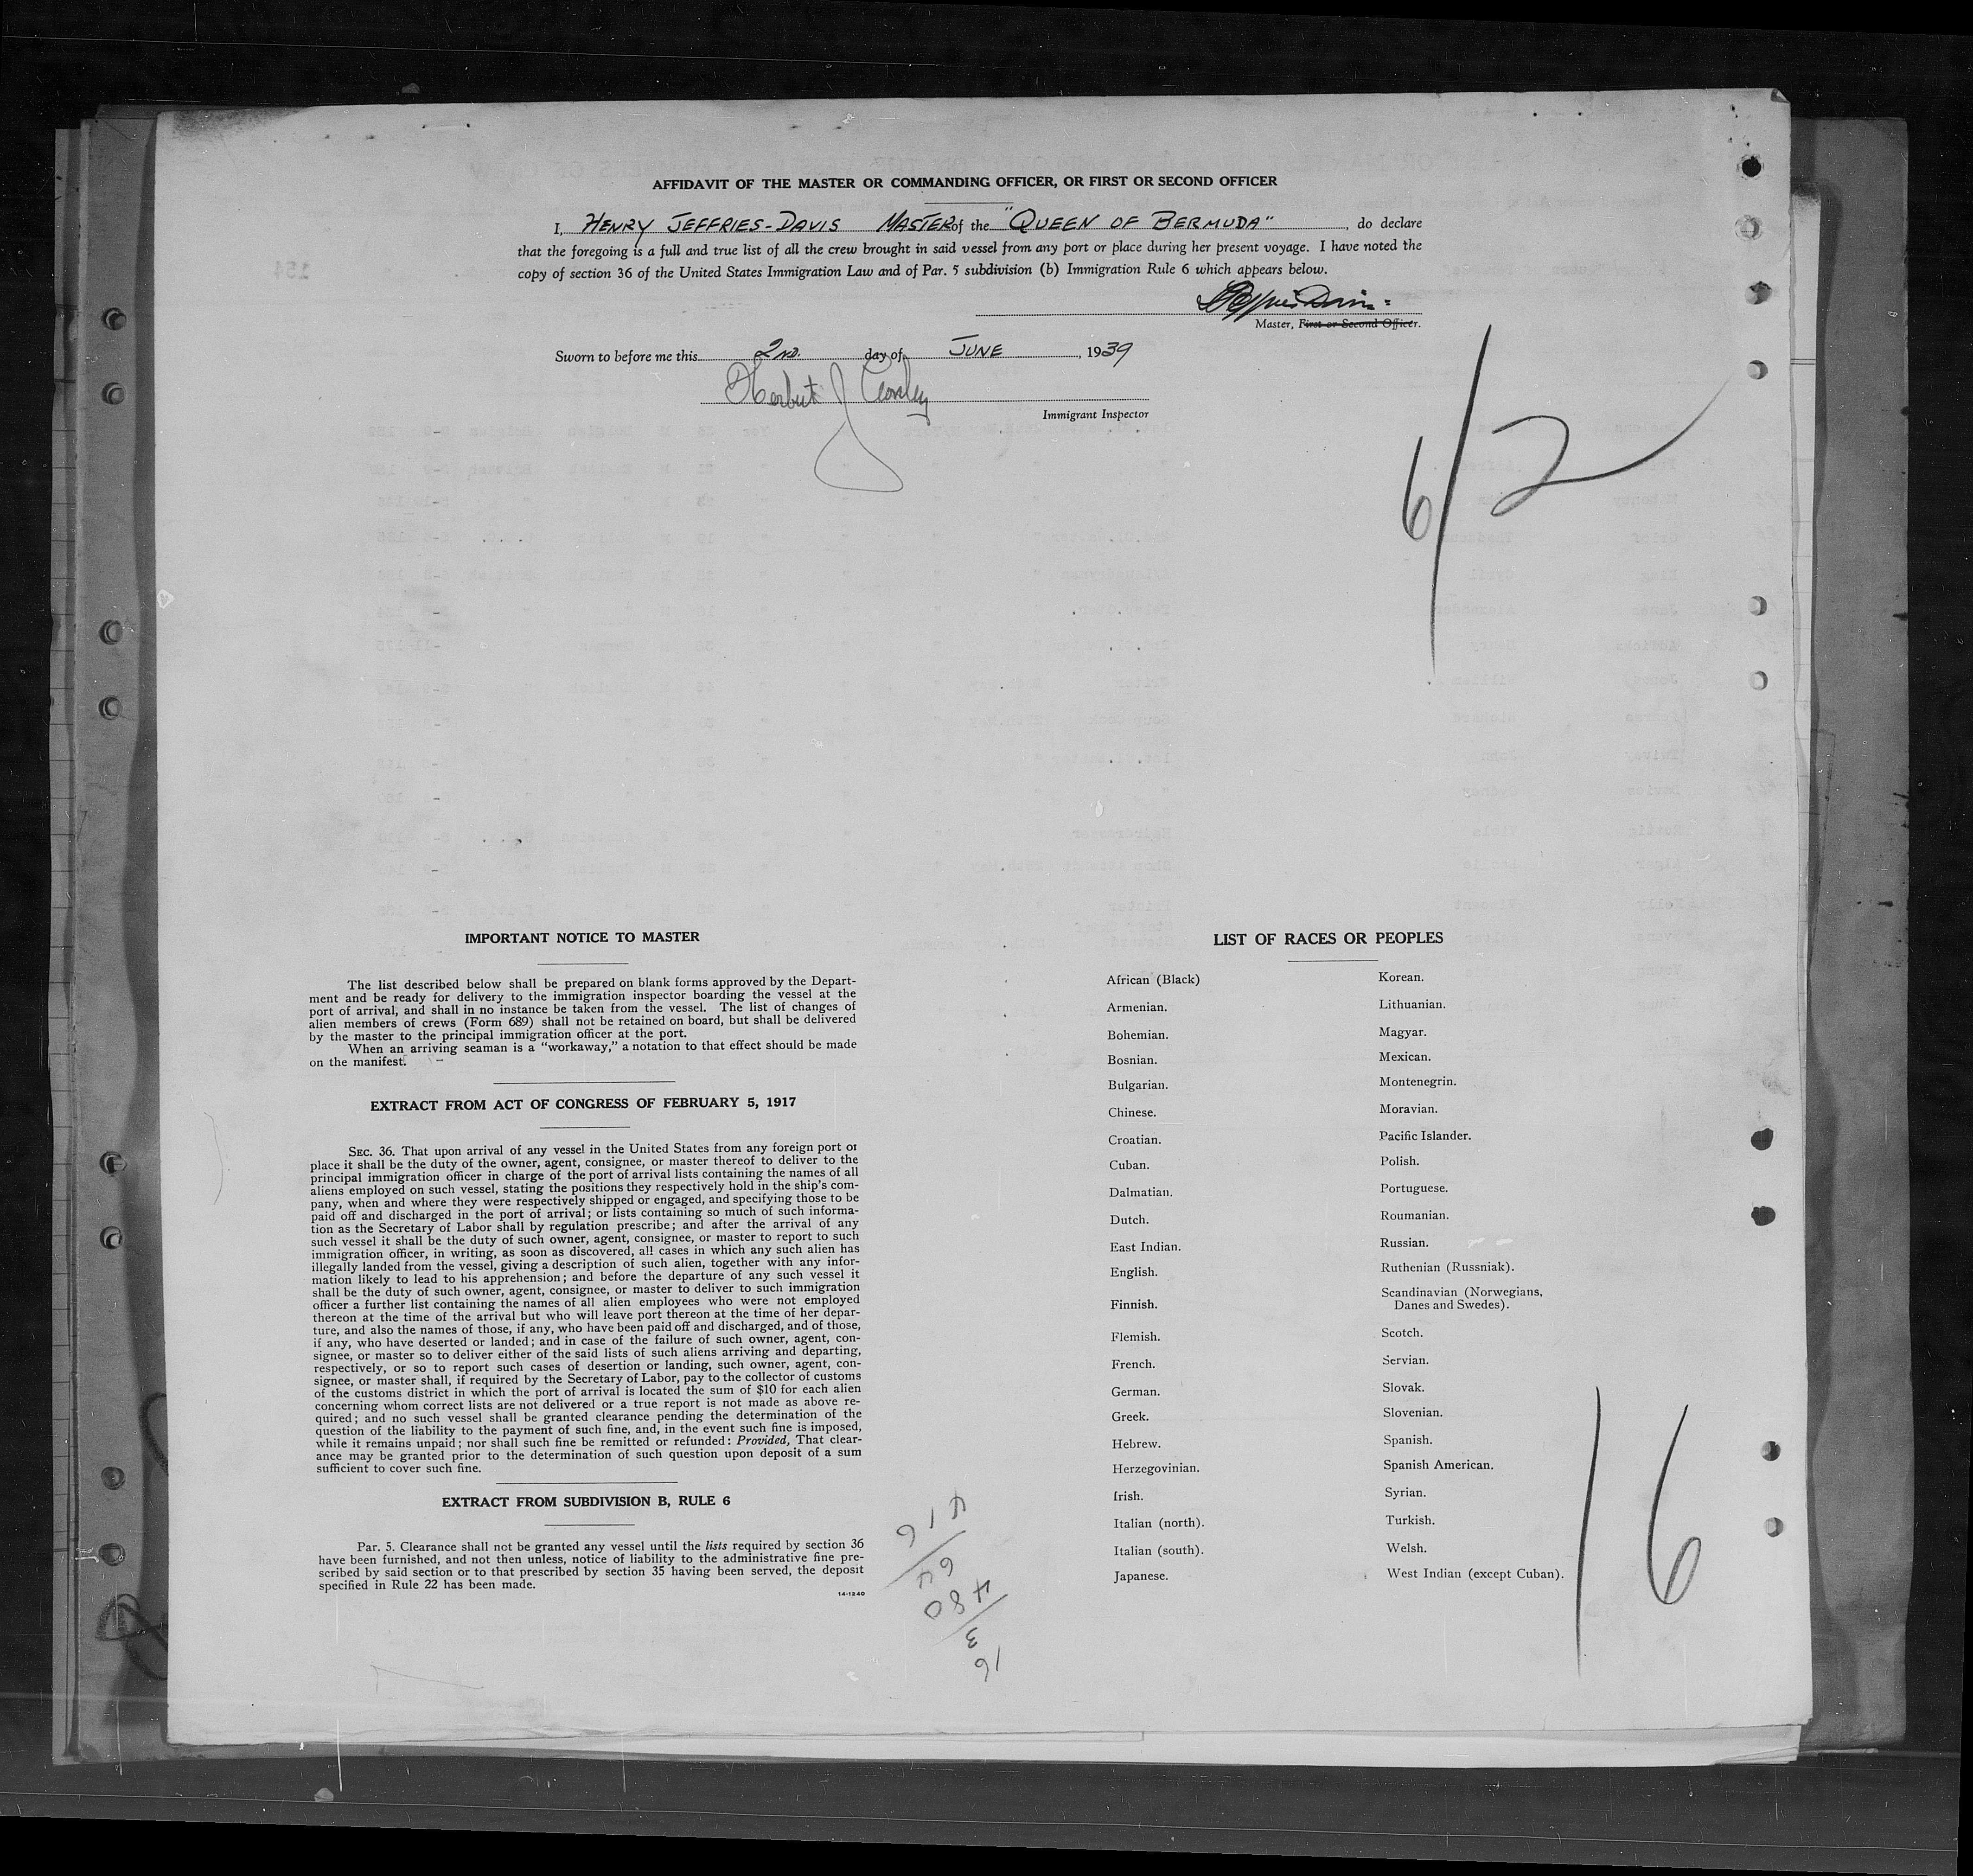 AFFIDAVIT OF THE MASTER OR COMMANDING OFFICER, OR FIRST OR SECOND OFFICER
I, HENRY JEFFRIES-DAVIS MASTER of the "QUEEN OF BERMUDA", do declare
that the foregoing is a full and true list of all the crew brought in said vessel from any port or place during her present voyage. I have noted the
copy of section 36 of the United States Immigration Law and of Par. 5 subdivision (b) Immigration Rule 6 which appears below.
Master, First or Second Officer.
Sworn to before me this 2ND. day of JUNE, 1939
Herbert J
Immigrant Inspector
6/2
IMPORTANT NOTICE TO MASTER
The list described below shall be prepared on blank forms approved by the Depart-
ment and be ready for delivery to the immigration inspector boarding the vessel at the
port of arrival, and shall in no instance be taken from the vessel. The list of changes of
alien members of crews (Form 689) shall not be retained on board, but shall be delivered
by the master to the principal immigration officer at the port.
When an arriving seaman is a "workaway," a notation to that effect should be made
on the manifest.
EXTRACT FROM ACT OF CONGRESS OF FEBRUARY 5, 1917
SEC. 36. That upon arrival of any vessel in the United States from any foreign port or
place it shall be the duty of the owner, agent, consignee, or master thereof to deliver to the
principal immigration officer in charge of the port of arrival lists containing the names of all
aliens employed on such vessel, stating the positions they respectively hold in the ship's com-
pany, when and where they were respectively shipped or engaged, and specifying those to be
paid off and discharged in the port of arrival; or lists containing so much of such informa-
tion as the Secretary of Labor shall by regulation prescribe; and after the arrival of any
such vessel it shall be the duty of such owner, agent, consignee, or master to report to such
immigration officer, in writing, as soon as discovered, all cases in which any such alien has
illegally landed from the vessel, giving a description of such alien, together with any infor-
mation likely to lead to his apprehension; and before the departure of any such vessel it
shall be the duty of such owner, agent, consignee, or master to deliver to such immigration
officer a further list containing the names of all alien employees who were not employed
thereon at the time of the arrival but who will leave port thereon at the time of her depar-
ture, and also the names of those, if any, who have been paid off and discharged, and of those,
if any, who have deserted or landed; and in case of the failure of such owner, agent, con-
signee, or master so to deliver either of the said lists of such aliens arriving and departing,
respectively, or so to report such cases of desertion or landing, such owner, agent, con-
signee, or master shall, if required by the Secretary of Labor, pay to the collector of customs
of the customs district in which the port of arrival is located the sum of $10 for each alien
concerning whom correct lists are not delivered or a true report is not made as above re-
quired; and no such vessel shall be granted clearance pending the determination of the
question of the liability to the payment of such fine, and, in the event such fine is imposed,
while it remains unpaid; nor shall such fine be remitted or refunded: Provided, That clear-
ance may be granted prior to the determination of such question upon deposit of a sum
sufficient to cover such fine.
EXTRACT FROM SUBDIVISION B, RULE 6
Par. 5. Clearance shall not be granted any vessel until the lists required by section 36
have been furnished, and not then unless, notice of liability to the administrative fine pre-
scribed by said section or to that prescribed by section 35 having been served, the deposit
specified in Rule 22 has been made.
14-1240
LIST OF RACES OR PEOPLES
African (Black)
Armenian.
Bohemian.
Bosnian.
Bulgarian.
Chinese.
Croatian.
Cuban.
Dalmatian.
Dutch.
East Indian.
English.
Finnish.
Flemish.
French.
German.
Greek.
Hebrew.
Herzegovinian.
Irish.
Italian (north).
Italian (south).
Japanese.
Korean.
Lithuanian.
Magyar.
Mexican.
Montenegrin.
Moravian.
Pacific Islander.
Polish.
Portuguese.
Roumanian.
Russian.
Ruthenian (Russniak).
Scandinavian (Norwegians,
Danes and Swedes).
Scotch.
Servian.
Slovak.
Slovenian.
Spanish.
Spanish American.
Syrian.
Turkish.
Welsh.
West Indian (except Cuban).
16
416
64
480
3
16